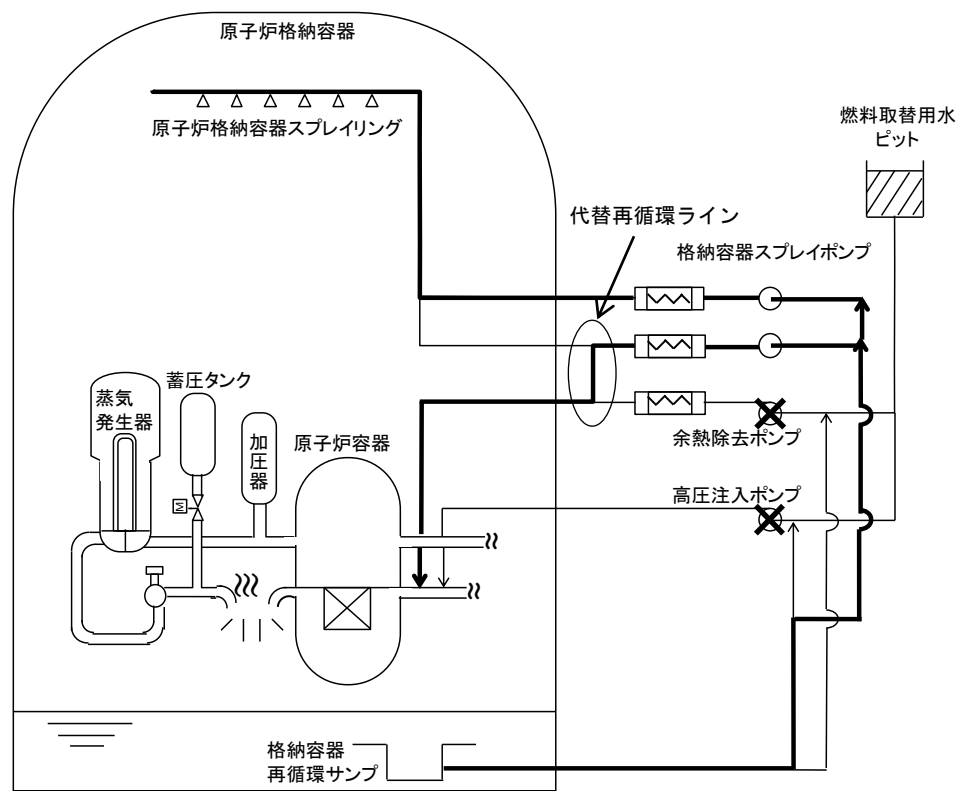 原子炉格納容器
原子炉格納容器スプレイリング
燃料取替用水
ピット
代替再循環ライン
格納容器スプレイポンプ
蓄圧タンク
蒸気
発生器
加圧器
原子炉容器
余熱除去ポンプ
高圧注入ポンプ
M
格納容器
再循環サンプ